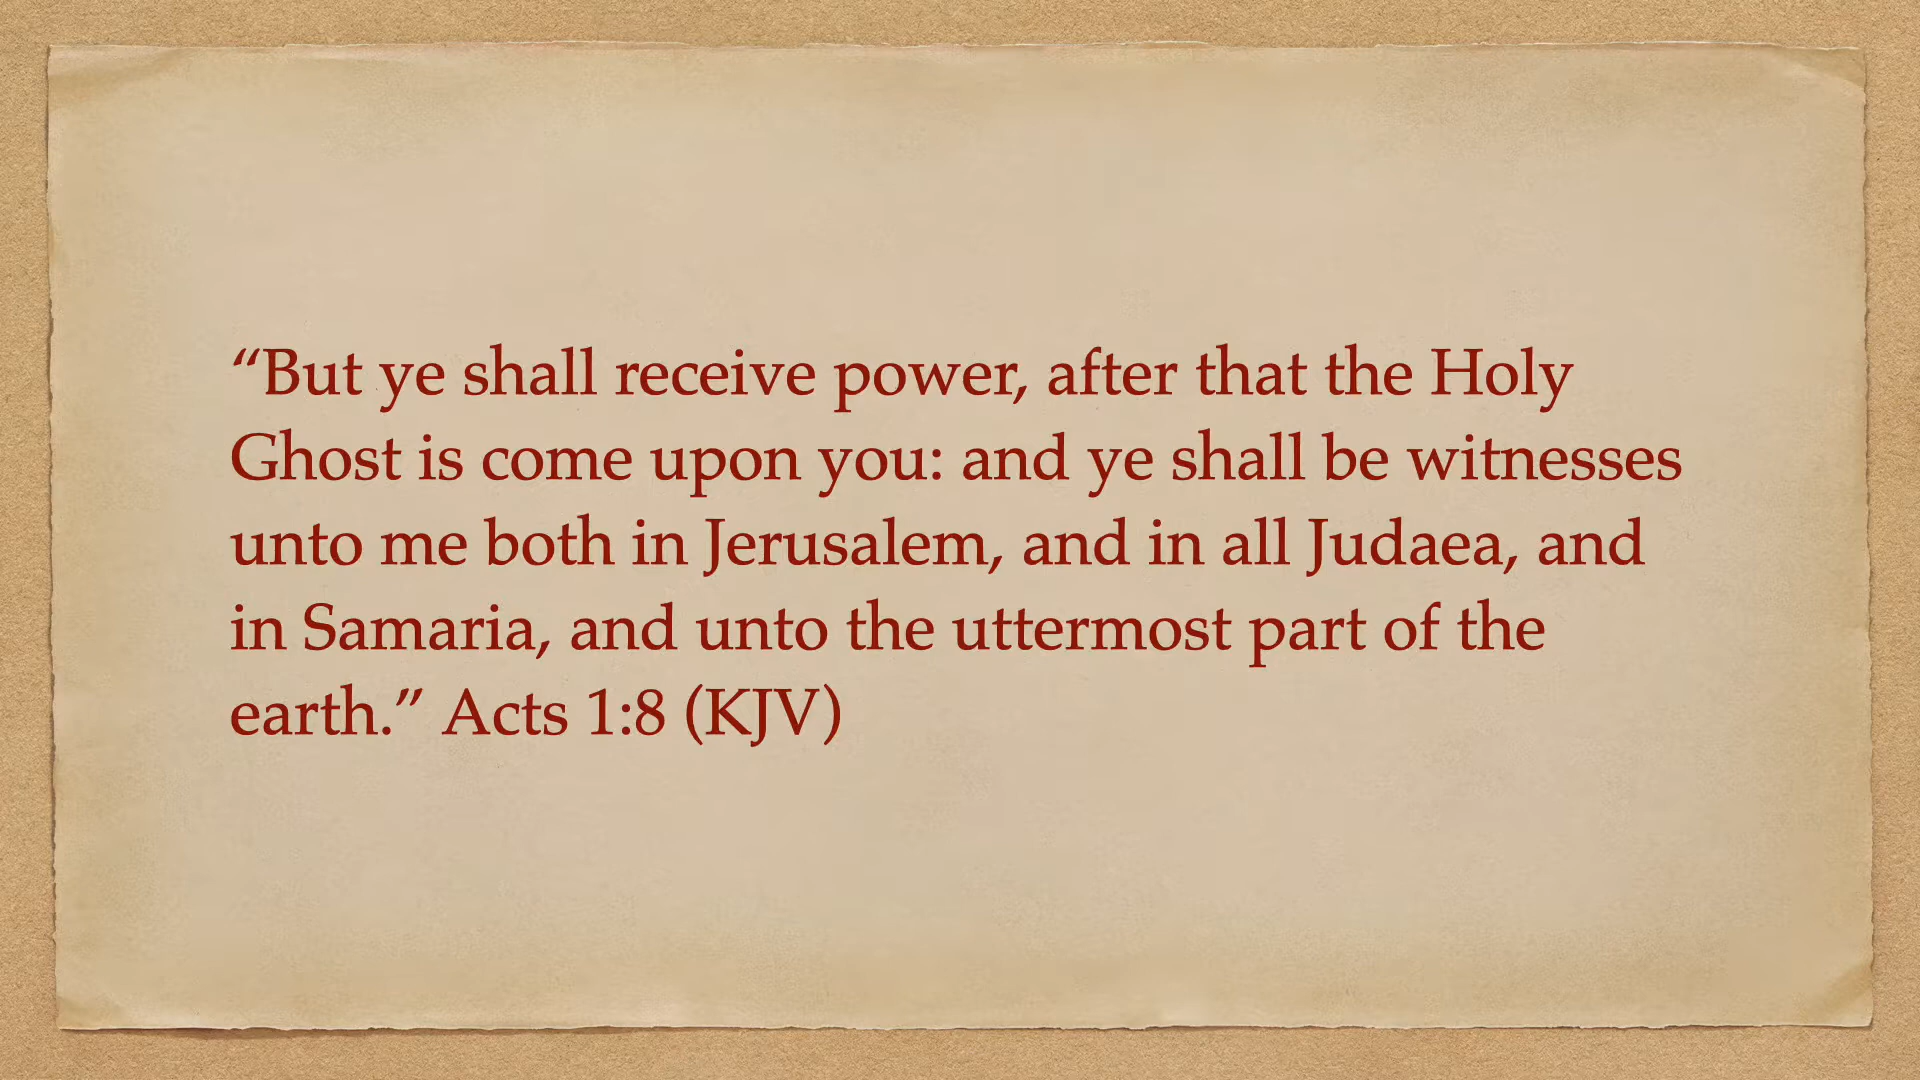 “But ye shall receive power, after that the Holy
Ghost is come upon you: and ye shall be witnesses
unto me both in Jerusalem, and in all Judaea, and
in Samaria, and unto the uttermost part of the
earth.” Acts 1:8 (KJV)